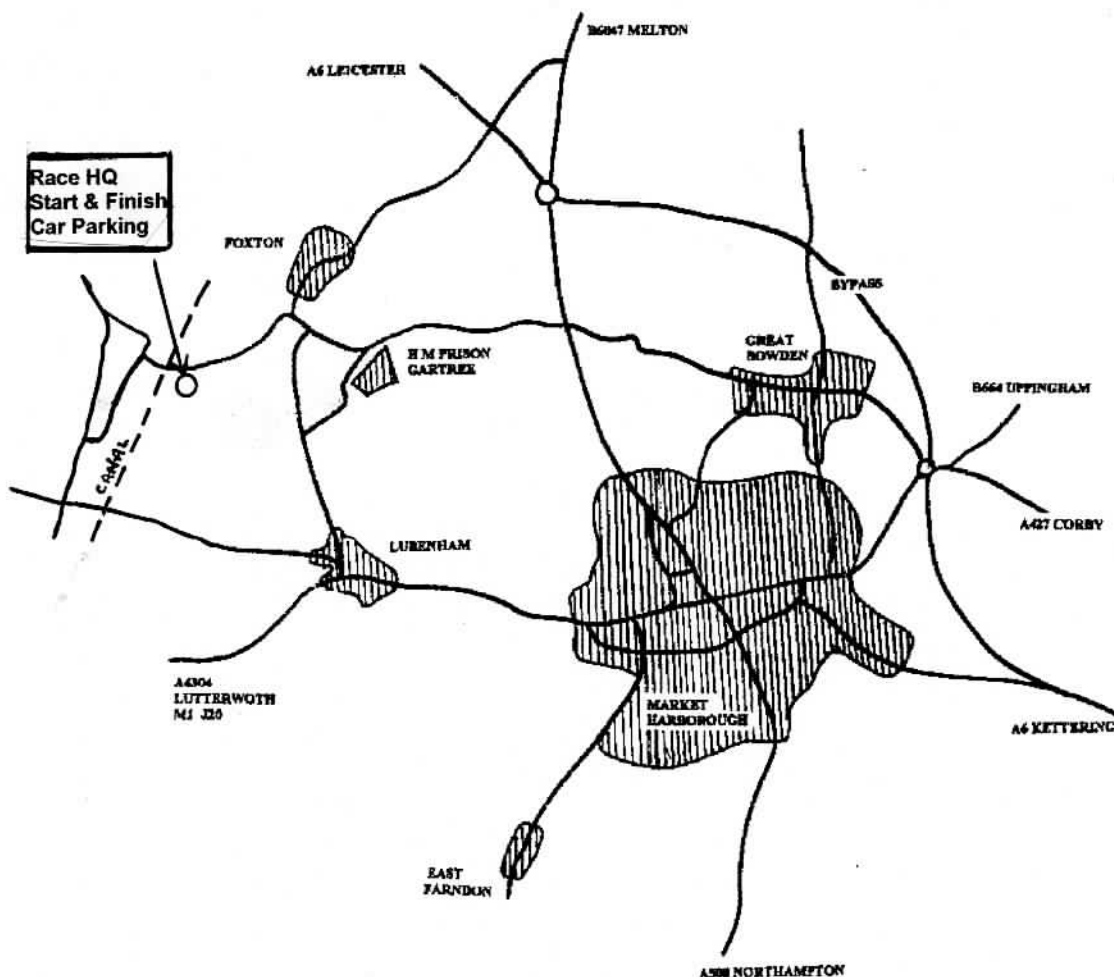 B6047 MELTON
A6 LEICESTER
Race HQ
Start & Finish
Car Parking
FOXTON
BYPASS
H M PRISON
GARTREE
GREAT
BOWDEN
B664 UPPINGHAM
CANAL
A427 CORBY
LUBENHAM
A4304
LUTTERWOTH
M1 J20
MARKET
HARBOROUGH
A6 KETTERING
EAST
FARNDON
A508 NORTHAMPTON